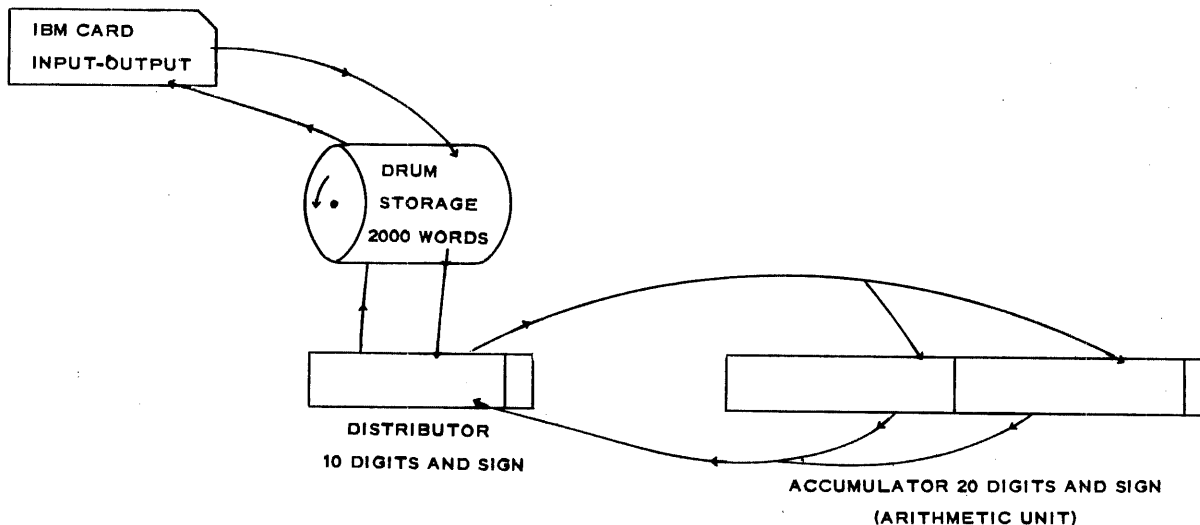 IBM CARD
INPUT-OUTPUT
DRUM
STORAGE
2000 WORDS
DISTRIBUTOR
10 DIGITS AND SIGN
ACCUMULATOR 20 DIGITS AND SIGN
(ARITHMETIC UNIT)